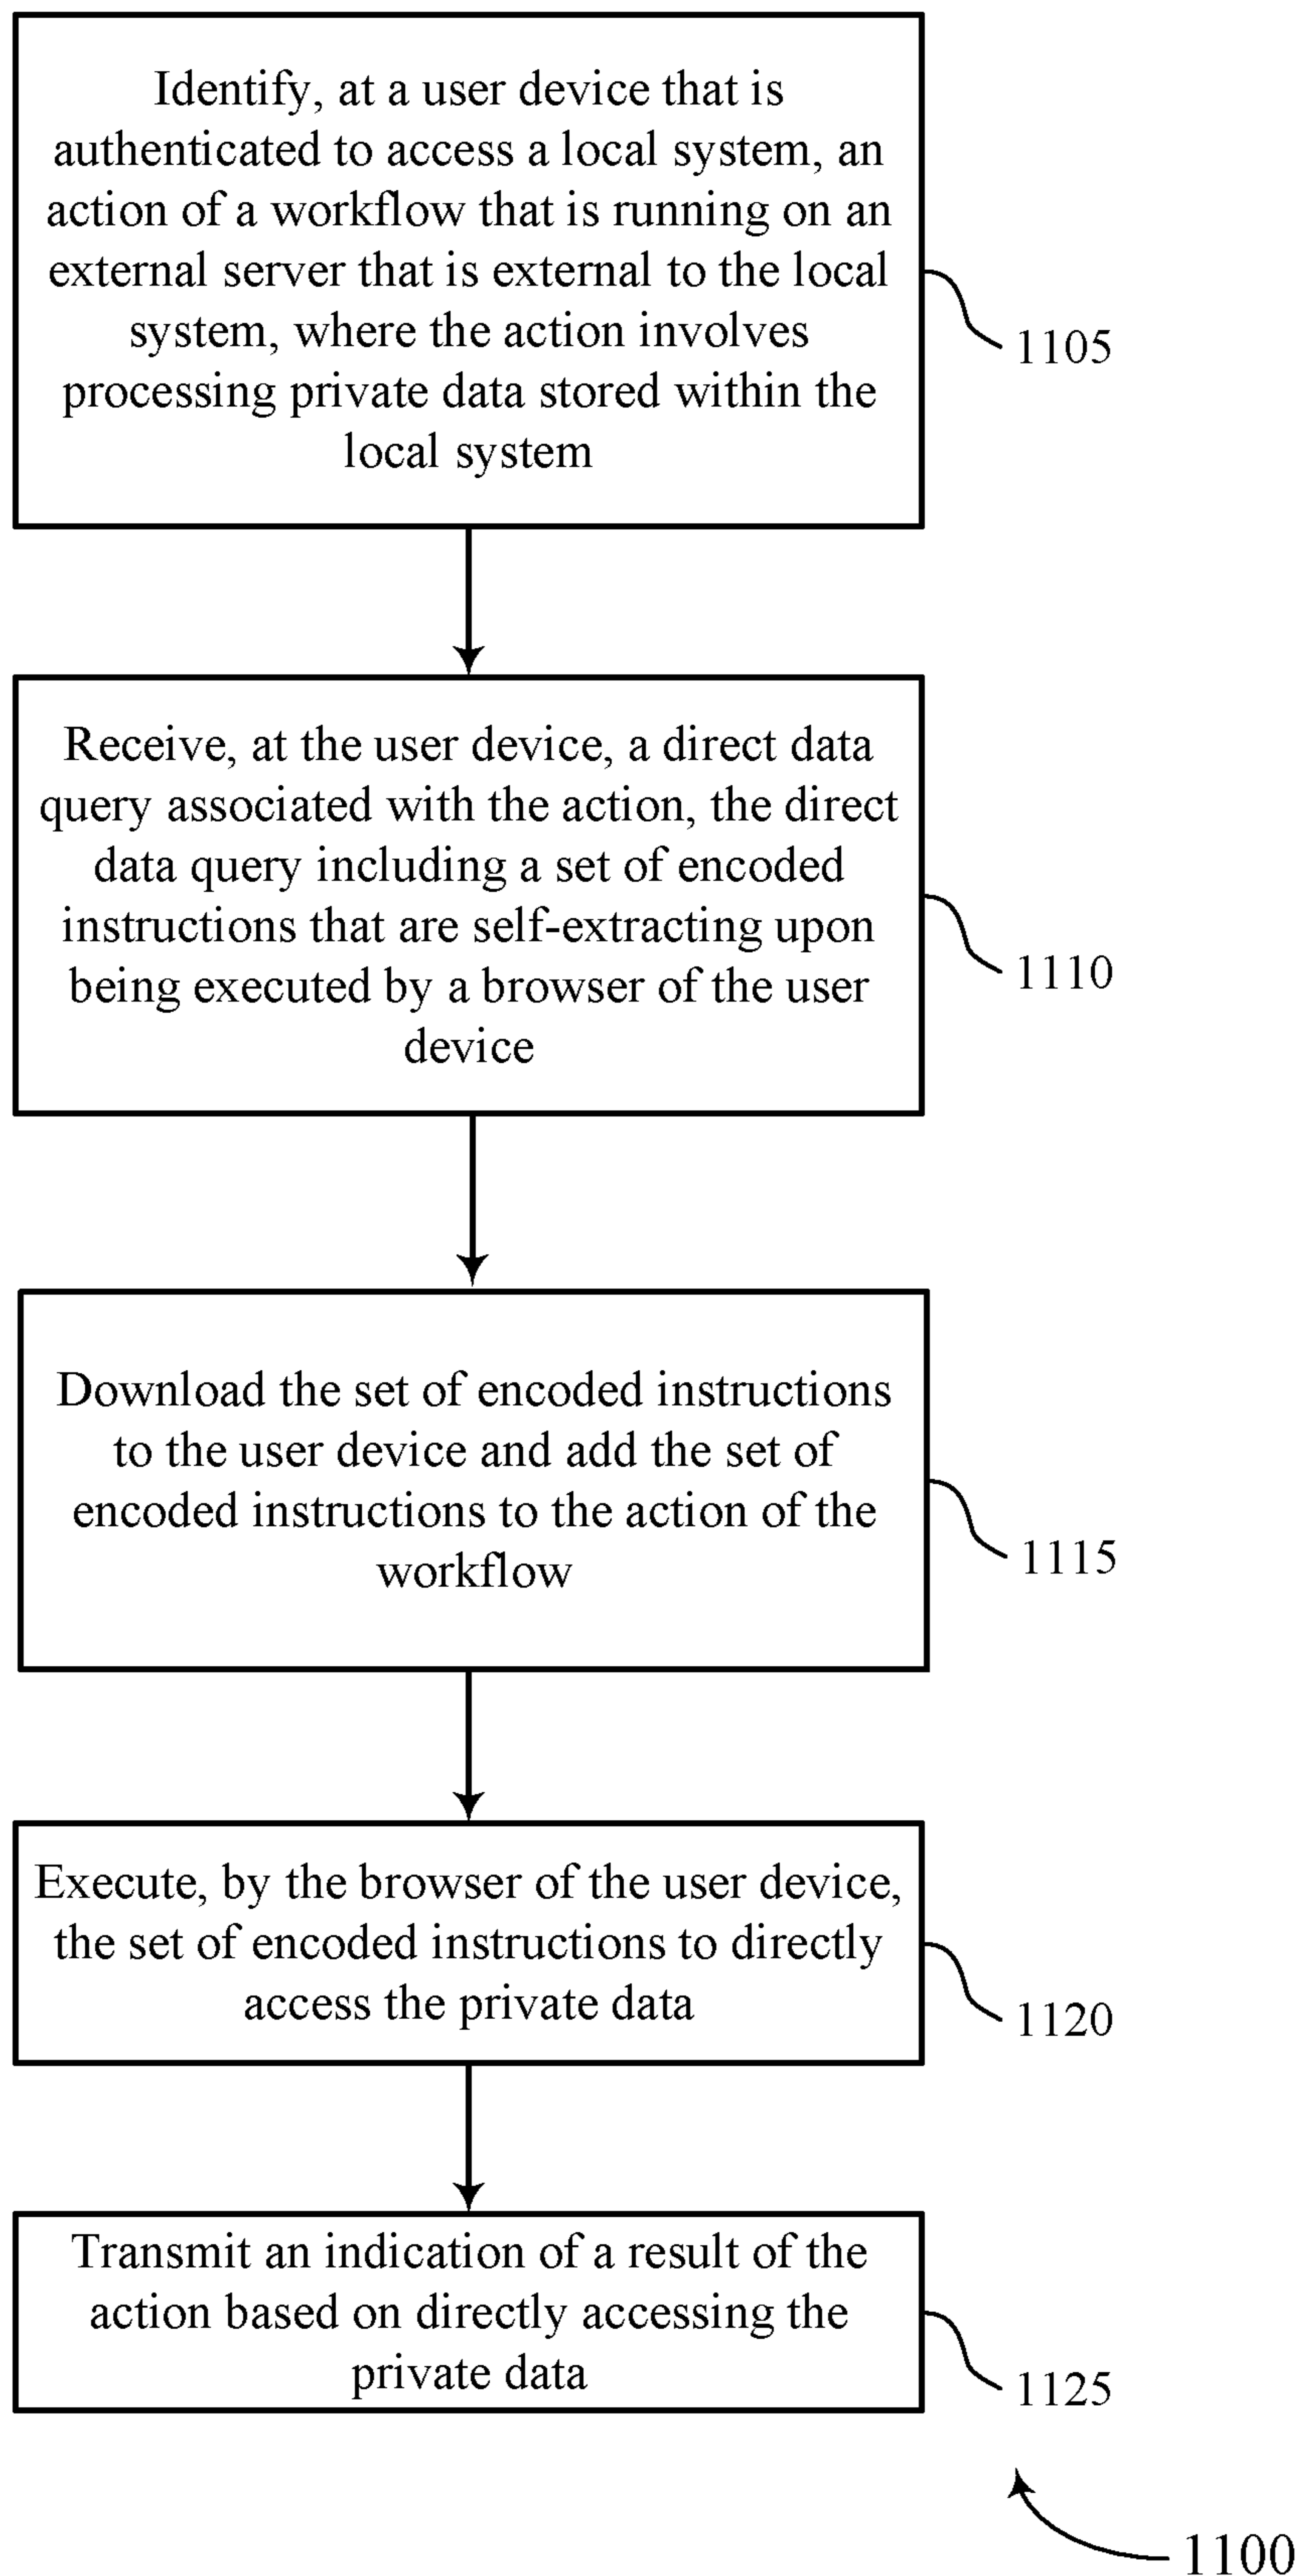 Identify, at a user device that is
authenticated to access a local system, an
action of a workflow that is running on an
external server that is external to the local
system, where the action involves
processing private data stored within the
local system
1105
Receive, at the user device, a direct data
query associated with the action, the direct
data query including a set of encoded
instructions that are self-extracting upon
being executed by a browser of the user
device
1110
Download the set of encoded instructions
to the user device and add the set of
encoded instructions to the action of the
workflow
1115
Execute, by the browser of the user device,
the set of encoded instructions to directly
access the private data
1120
Transmit an indication of a result of the
action based on directly accessing the
private data
1125
1100